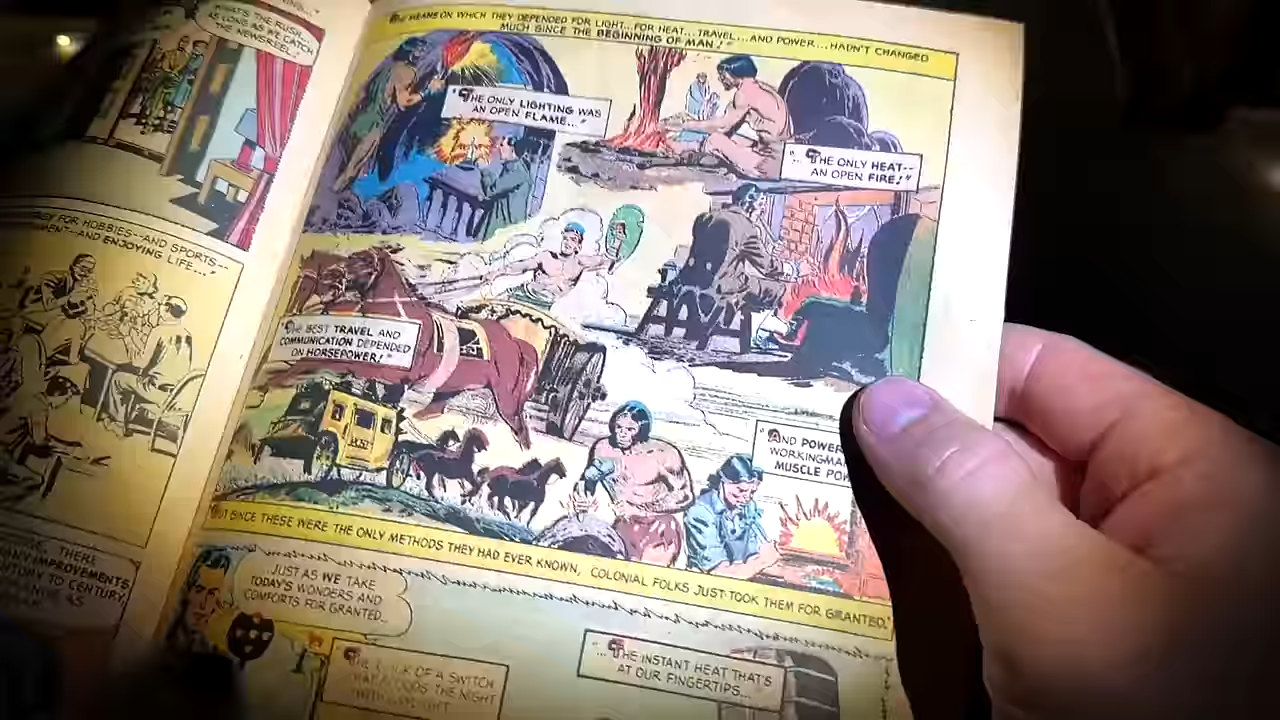 WHAT'S THE RUSH...
AS LONG AS WE CATCH
THE NEWSREEL!
FOR HOBBIES--AND SPORTS--
AND ENJOYING LIFE..."
THERE
IMPROVEMENTS
TO CENTURY,
AS
THE MEANS ON WHICH THEY DEPENDED FOR LIGHT...FOR HEAT...TRAVEL...AND POWER...HADN'T CHANGED
MUCH SINCE THE BEGINNING OF MAN!"
"THE ONLY LIGHTING WAS
AN OPEN FLAME..."
"...THE ONLY HEAT--
AN OPEN FIRE!"
"THE BEST TRAVEL AND
COMMUNICATION DEPENDED
ON HORSEPOWER!"
"AND POWER
WORKINGMA
MUSCLE PO
"BUT SINCE THESE WERE THE ONLY METHODS THEY HAD EVER KNOWN, COLONIAL FOLKS JUST TOOK THEM FOR GRANTED."
...JUST AS WE TAKE
TODAY'S WONDERS AND
COMFORTS FOR GRANTED...
OF A SWITCH
THE NIGHT
"...THE INSTANT HEAT THAT'S
AT OUR FINGERTIPS...